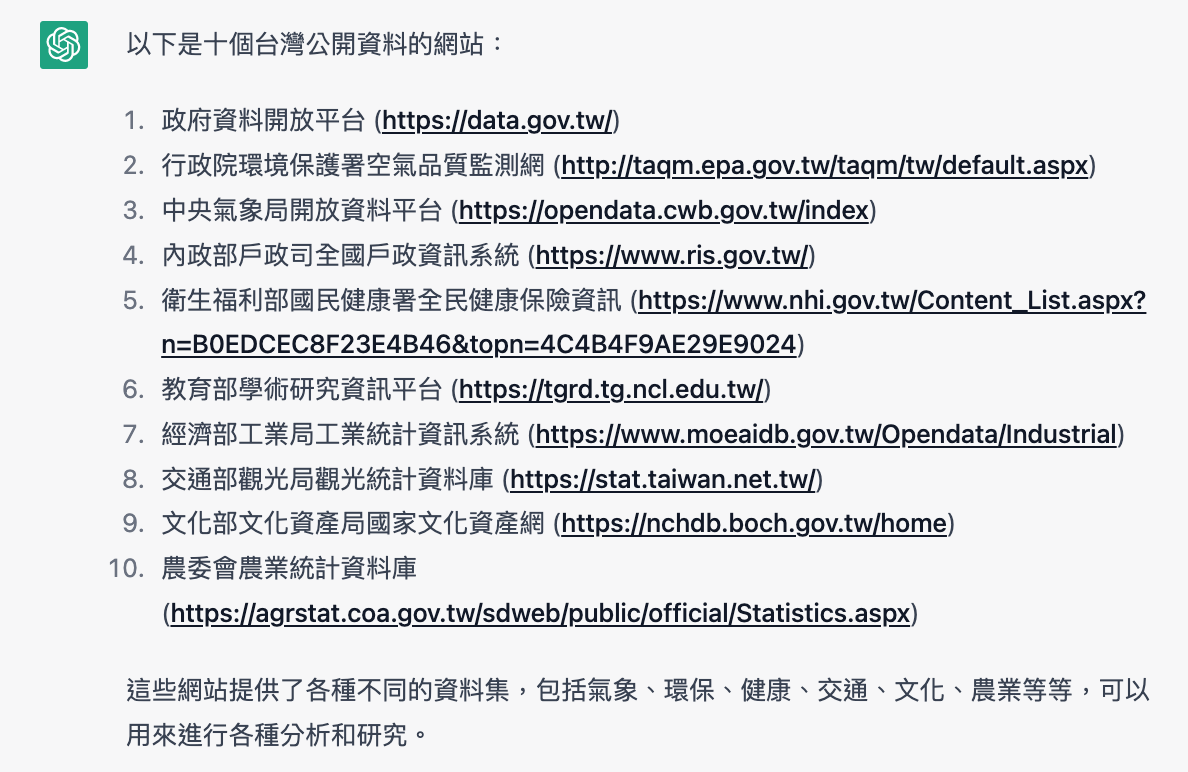 以下是十個台灣公開資料的網站：
1. 政府資料開放平台 (https://data.gov.tw/)
2. 行政院環境保護署空氣品質監測網 (http://taqm.epa.gov.tw/taqm/tw/default.aspx)
3. 中央氣象局開放資料平台 (https://opendata.cwb.gov.tw/index)
4. 內政部戶政司全國戶政資訊系統 (https://www.ris.gov.tw/)
5. 衛生福利部國民健康署全民健康保險資訊 (https://www.nhi.gov.tw/Content_List.aspx?
n=B0EDCEC8F23E4B46&topn=4C4B4F9AE29E9024)
6. 教育部學術研究資訊平台 (https://tgrd.tg.ncl.edu.tw/)
7. 經濟部工業局工業統計資訊系統 (https://www.moeaidb.gov.tw/Opendata/Industrial)
8. 交通部觀光局觀光統計資料庫 (https://stat.taiwan.net.tw/)
9. 文化部文化資產局國家文化資產網 (https://nchdb.boch.gov.tw/home)
10. 農委會農業統計資料庫
(https://agrstat.coa.gov.tw/sdweb/public/official/Statistics.aspx)
這些網站提供了各種不同的資料集，包括氣象、環保、健康、交通、文化、農業等等，可以
用來進行各種分析和研究。